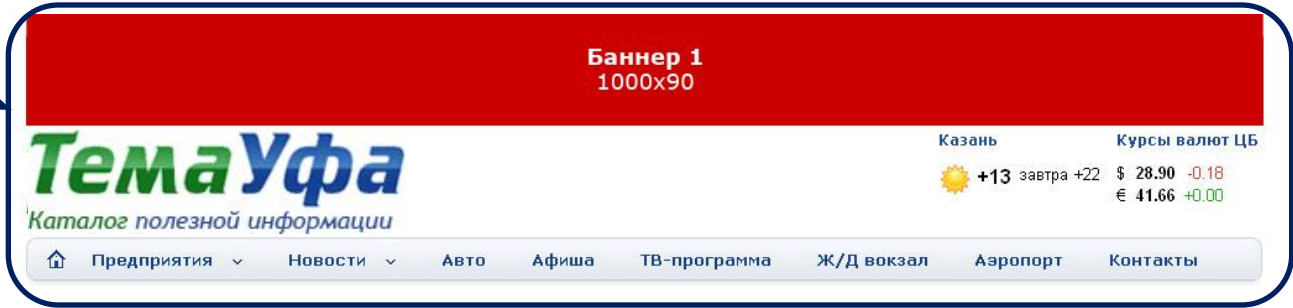 Баннер 1
1000x90
ТемаУфа
Каталог полезной информации
Казань
+13 завтра +22
Курсы валют ЦБ
$ 28.90 -0.18
€ 41.66 +0.00
Предприятия Новости Авто Афиша ТВ-программа Ж/Д вокзал Аэропорт Контакты